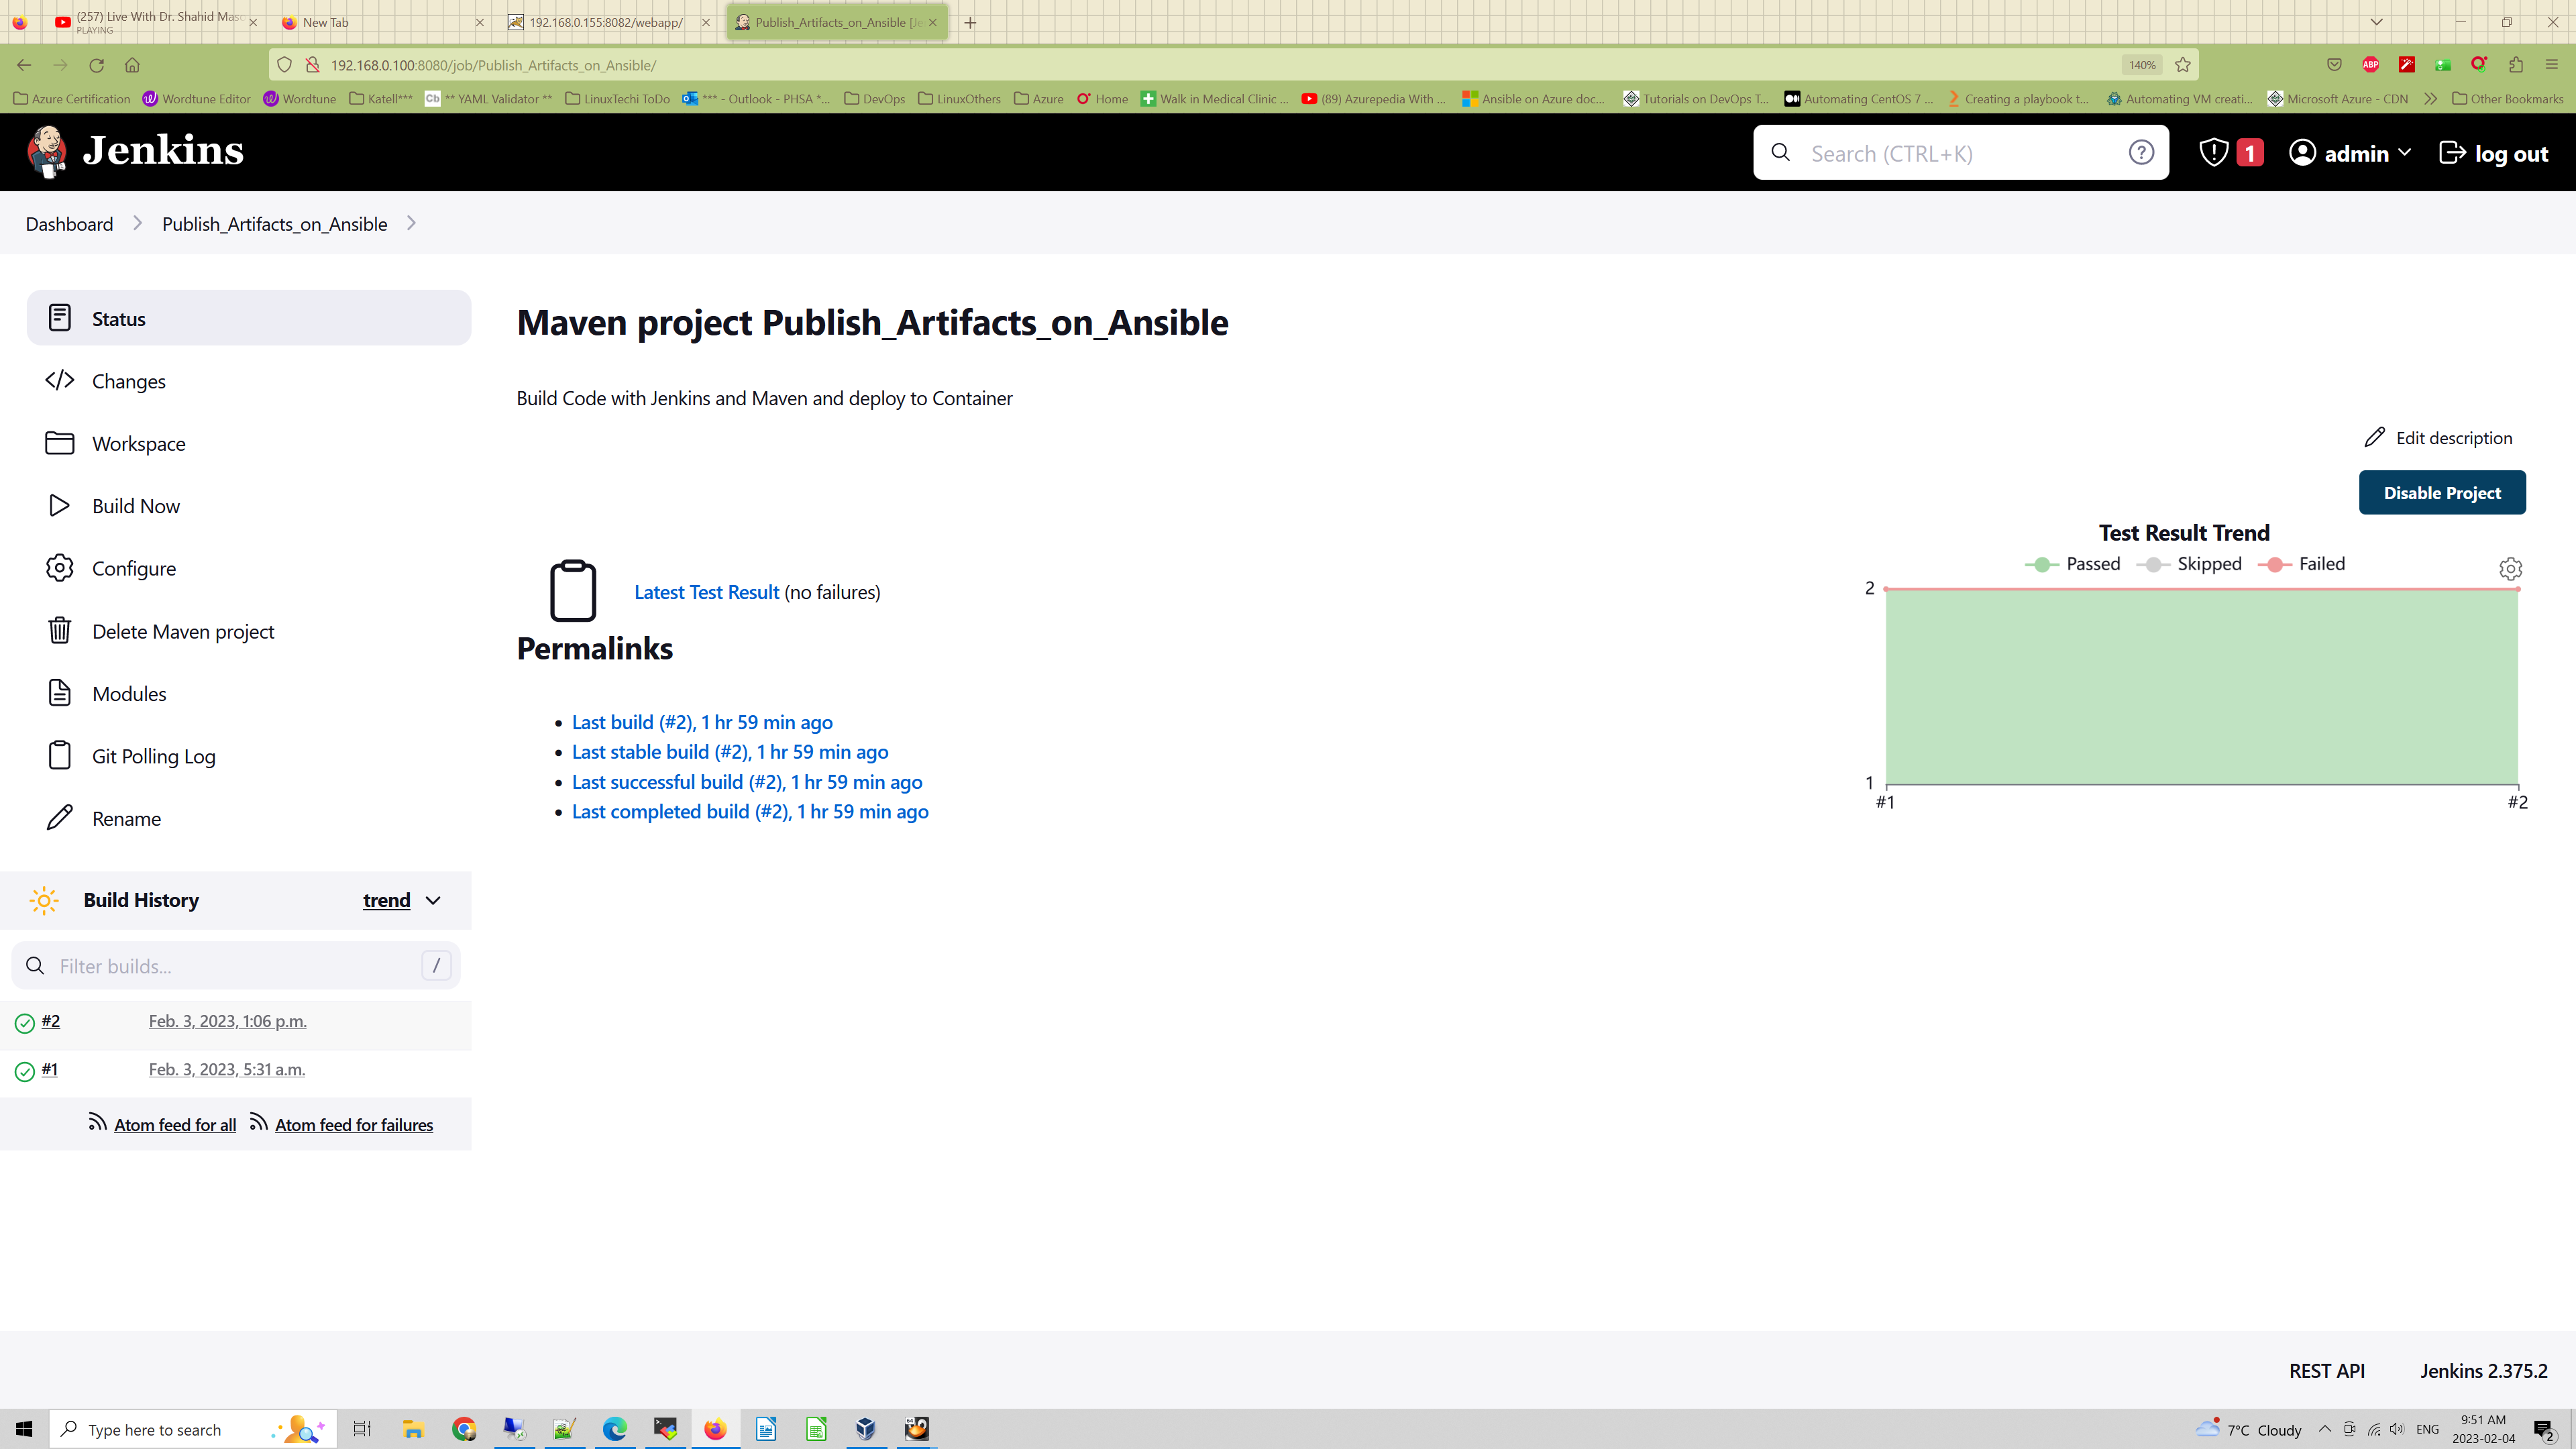 (257) Live With Dr. Shahid Maso
PLAYING
New Tab
192.168.0.155:8082/webapp/
Publish_Artifacts_on_Ansible [Je
192.168.0.100:8080/job/Publish_Artifacts_on_Ansible/
140%
ABP
Azure Certification
Wordtune Editor
Wordtune
Katell***
Cb ** YAML Validator **
LinuxTechi ToDo
*** - Outlook - PHSA *...
DevOps
LinuxOthers
Azure
Home
Walk in Medical Clinic ...
(89) Azurepedia With ...
Ansible on Azure doc...
Tutorials on DevOps T...
Automating CentOS 7 ...
Creating a playbook t...
Automating VM creati...
Microsoft Azure - CDN
Other Bookmarks
Jenkins
Search (CTRL+K)
1
admin
log out
Dashboard
Publish_Artifacts_on_Ansible
Status
Changes
Workspace
Build Now
Configure
Delete Maven project
Modules
Git Polling Log
Rename
Build History
trend
Filter builds...
/
#2 Feb. 3, 2023, 1:06 p.m.
#1 Feb. 3, 2023, 5:31 a.m.
Atom feed for all Atom feed for failures
Maven project Publish_Artifacts_on_Ansible
Build Code with Jenkins and Maven and deploy to Container
Edit description
Disable Project
Latest Test Result (no failures)
Permalinks
Last build (#2), 1 hr 59 min ago
Last stable build (#2), 1 hr 59 min ago
Last successful build (#2), 1 hr 59 min ago
Last completed build (#2), 1 hr 59 min ago
Test Result Trend
Passed Skipped Failed
2
1
#1 #2
REST API
Jenkins 2.375.2
Type here to search
7°C Cloudy
ENG
9:51 AM
2023-02-04
2